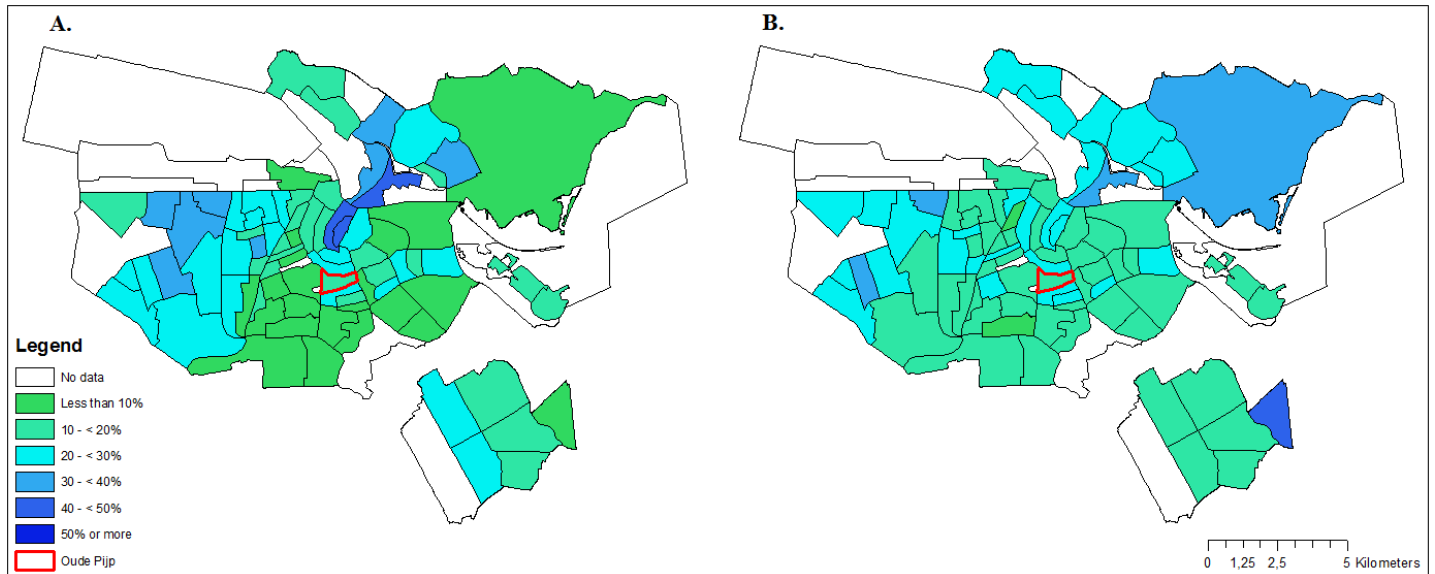 A.
B.
Legend
No data
Less than 10%
10 - < 20%
20 - < 30%
30 - < 40%
40 - < 50%
50% or more
Oude Pijp
0 1,25 2,5 5 Kilometers